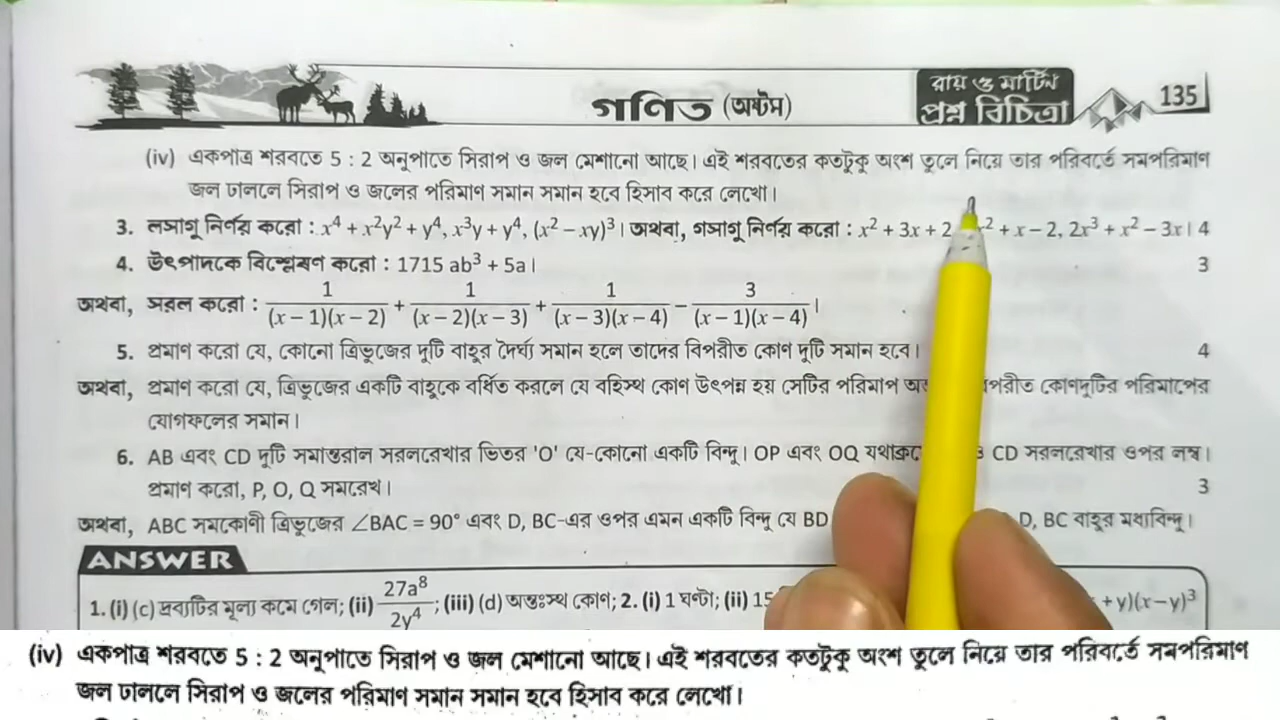 গণিত (অষ্টম)
রায় ও মার্টিন
প্রশ্ন বিচিত্রা
135
(iv) একপাত্র শরবতে 5 : 2 অনুপাতে সিরাপ ও জল মেশানো আছে। এই শরবতের কতটুকু অংশ তুলে নিয়ে তার পরিবর্তে সমপরিমাণ
জল ঢাললে সিরাপ ও জলের পরিমাণ সমান সমান হবে হিসাব করে লেখো।
3. লসাগু নির্ণয় করো : x⁴ + x²y² + y⁴, x³y + y⁴, (x² – xy)³। অথবা, গসাগু নির্ণয় করো : x² + 3x + 2 + x – 2, 2x³ + x² – 3x। 4
4. উৎপাদকে বিশ্লেষণ করো : 1715 ab³ + 5a। 3
অথবা, সরল করো : 1/((x – 1)(x – 2)) + 1/((x – 2)(x – 3)) + 1/((x – 3)(x – 4)) – 3/((x – 1)(x – 4))।
5. প্রমাণ করো যে, কোনো ত্রিভুজের দুটি বাহুর দৈর্ঘ্য সমান হলে তাদের বিপরীত কোণ দুটি সমান হবে। 4
অথবা, প্রমাণ করো যে, ত্রিভুজের একটি বাহুকে বর্ধিত করলে যে বহিস্থ কোণ উৎপন্ন হয় সেটির পরিমাপ কোণদুটির পরিমাপের
যোগফলের সমান।
6. AB এবং CD দুটি সমান্তরাল সরলরেখার ভিতর 'O' যে-কোনো একটি বিন্দু। OP এবং OQ CD সরলরেখার ওপর লম্ব।
প্রমাণ করো, P, O, Q সমরেখ। 3
অথবা, ABC সমকোণী ত্রিভুজের ∠BAC = 90° এবং D, BC-এর ওপর এমন একটি বিন্দু যে BD D, BC বাহুর মধ্যবিন্দু।
ANSWER
1. (i) (c) দ্রব্যটির মূল্য কমে গেল; (ii) 27a⁸/2y⁴; (iii) (d) অন্তঃস্থ কোণ; 2. (i) 1 ঘণ্টা; (ii) 15 + y)(x – y)³
(iv) একপাত্র শরবতে 5 : 2 অনুপাতে সিরাপ ও জল মেশানো আছে। এই শরবতের কতটুকু অংশ তুলে নিয়ে তার পরিবর্তে সমপরিমাণ
জল ঢাললে সিরাপ ও জলের পরিমাণ সমান সমান হবে হিসাব করে লেখো।